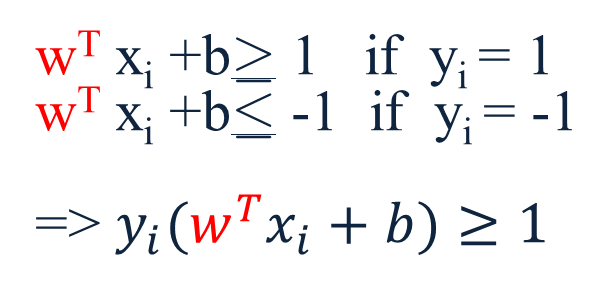 wᵀ xᵢ +b≥ 1 if yᵢ = 1
wᵀ xᵢ +b≤ -1 if yᵢ = -1
=> yᵢ(wᵀxᵢ + b) ≥ 1